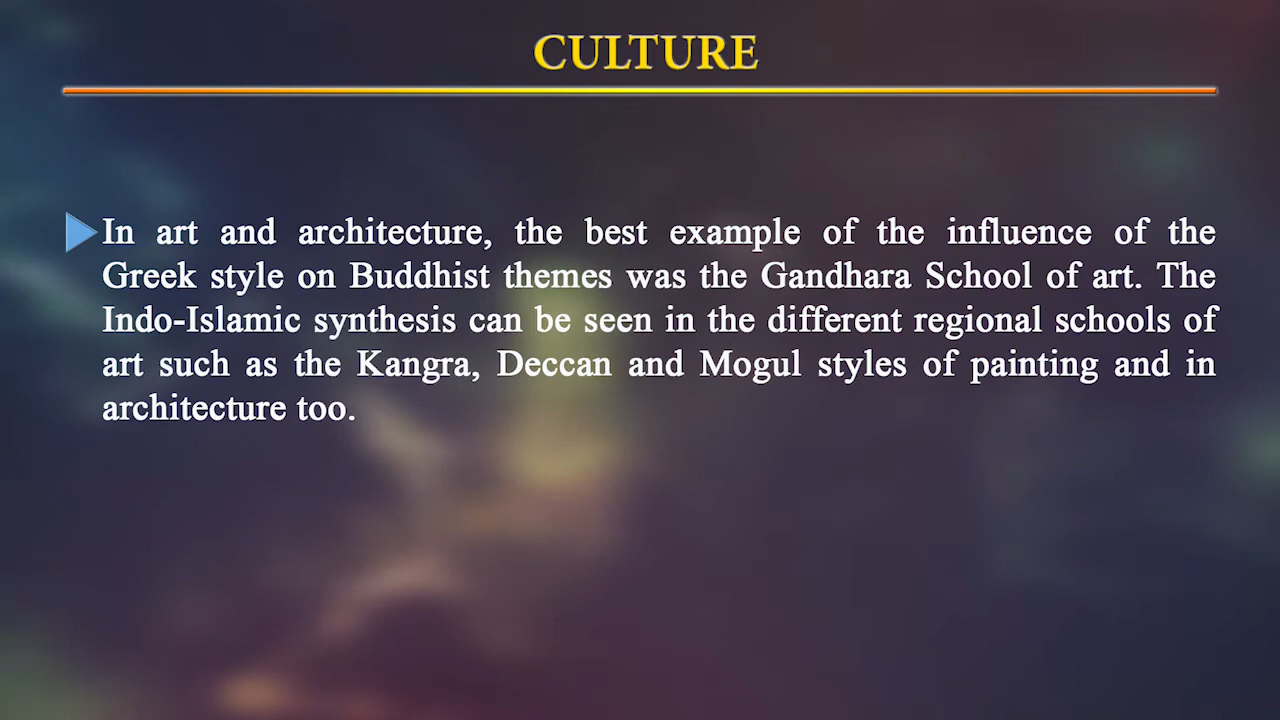 CULTURE
In art and architecture, the best example of the influence of the
Greek style on Buddhist themes was the Gandhara School of art. The
Indo-Islamic synthesis can be seen in the different regional schools of
art such as the Kangra, Deccan and Mogul styles of painting and in
architecture too.